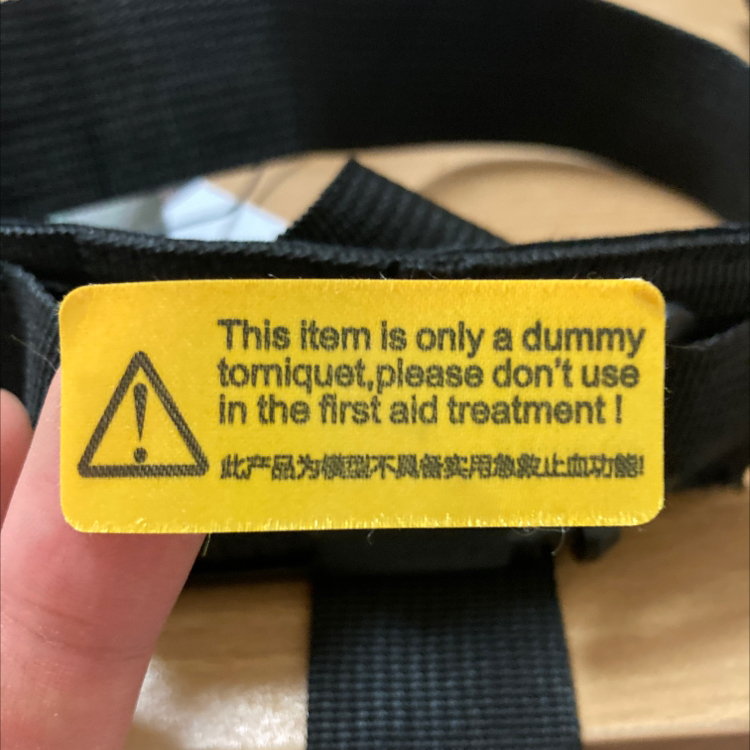 This item is only a dummy
torniquet,please don't use
in the first aid treatment !
此产品为模型不具备实用急救止血功能!